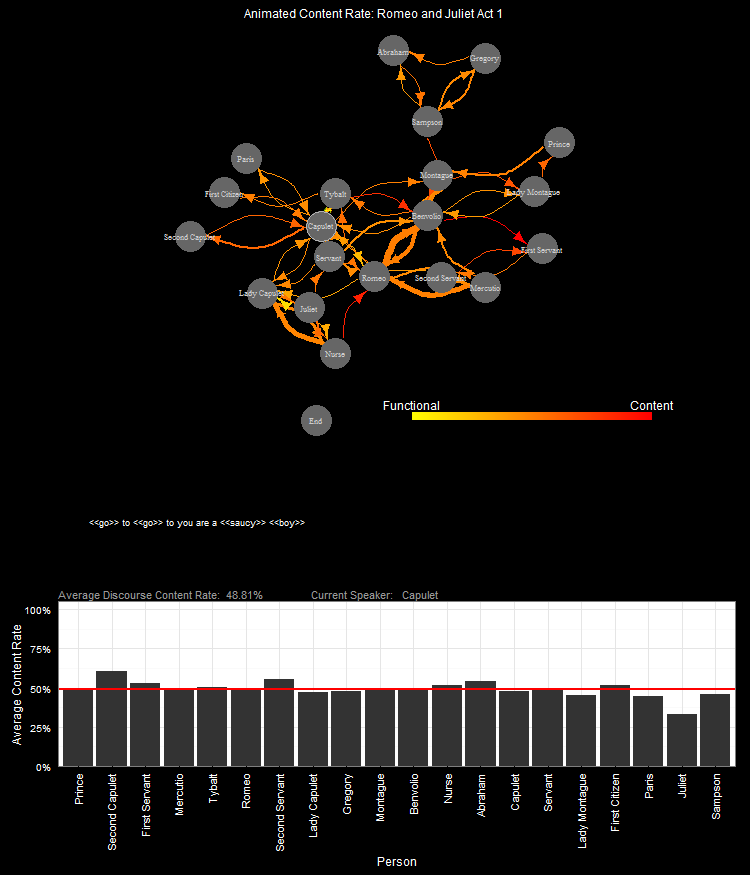 Animated Content Rate: Romeo and Juliet Act 1
Abraham
Gregory
Sampson
Prince
Paris
Montague
First Citizen
Tybalt
Lady Montague
Capulet
Benvolio
Second Capulet
First Servant
Servant
Romeo
Second Servant
Mercutio
Lady Capulet
Juliet
Nurse
Functional
Content
End
<<go>> to <<go>> to you are a <<saucy>> <<boy>>
Average Discourse Content Rate: 48.81%
Current Speaker: Capulet
100%
75%
50%
25%
0%
Average Content Rate
Prince
Second Capulet
First Servant
Mercutio
Tybalt
Romeo
Second Servant
Lady Capulet
Gregory
Montague
Benvolio
Nurse
Abraham
Capulet
Servant
Lady Montague
First Citizen
Paris
Juliet
Sampson
Person